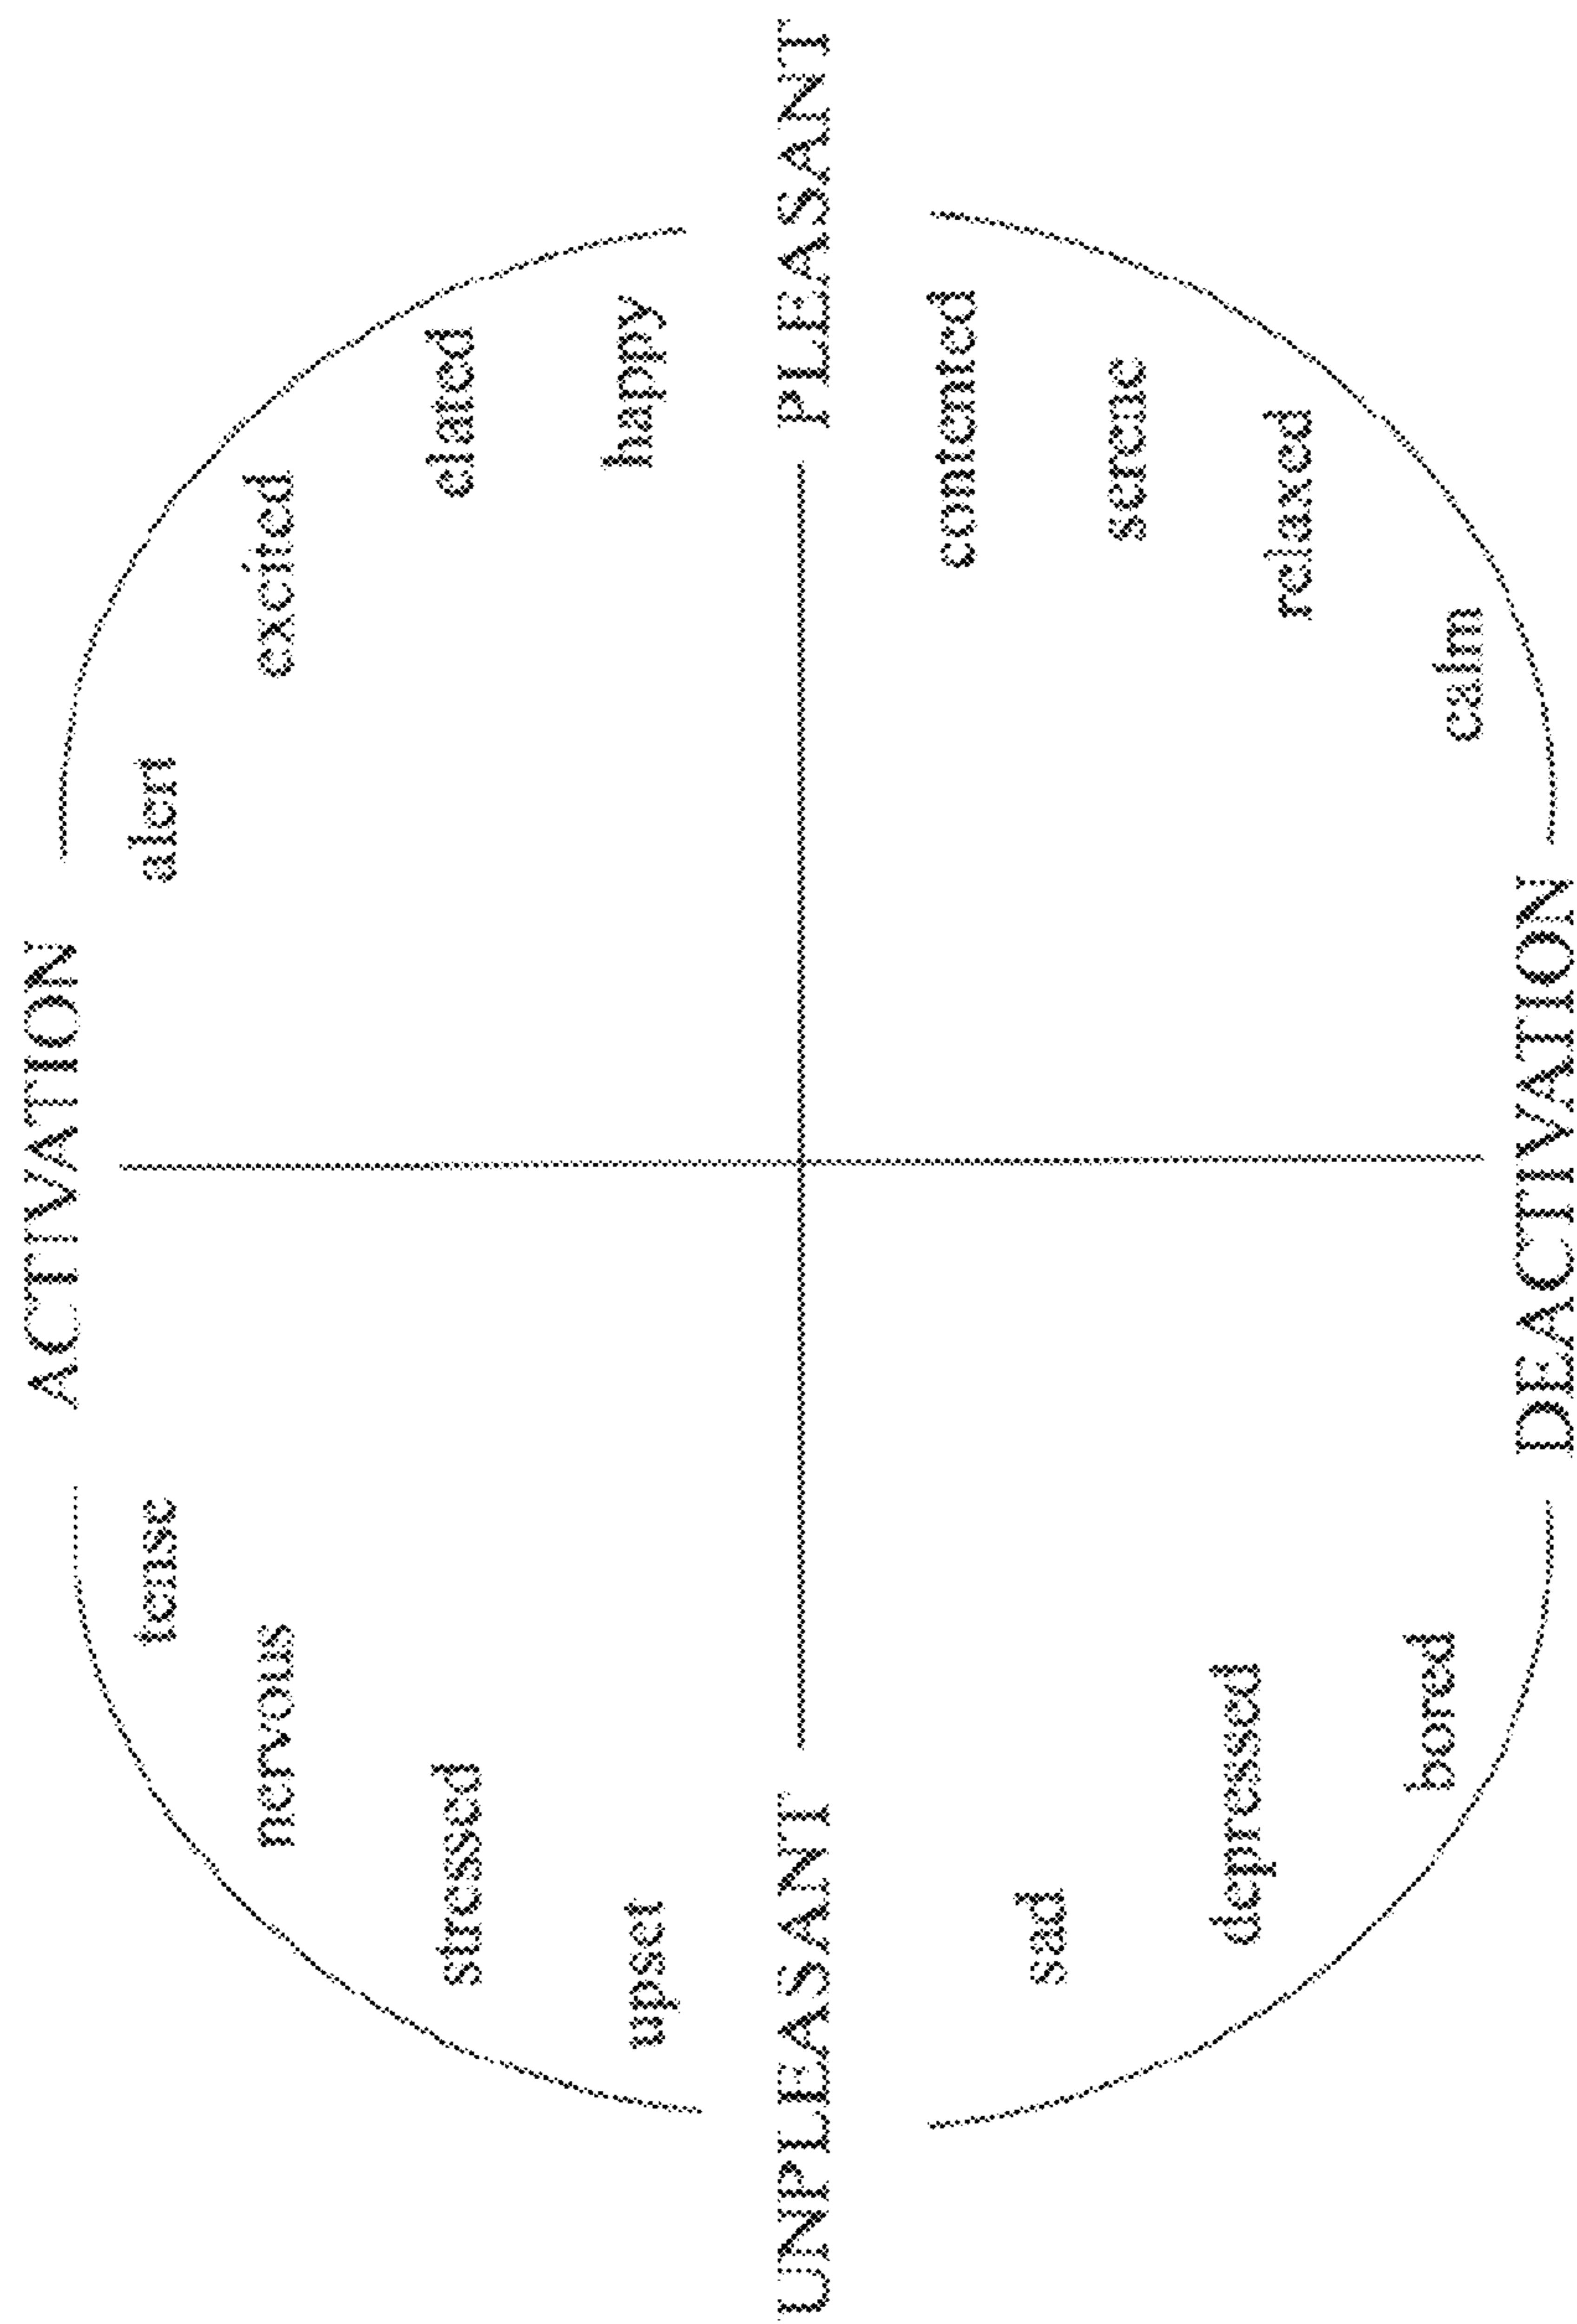 ACTIVATION
tense
alert
nervous
excited
stressed
elated
upset
happy
UNPLEASANT
PLEASANT
contented
sad
serene
depressed
relaxed
bored
calm
DEACTIVATION